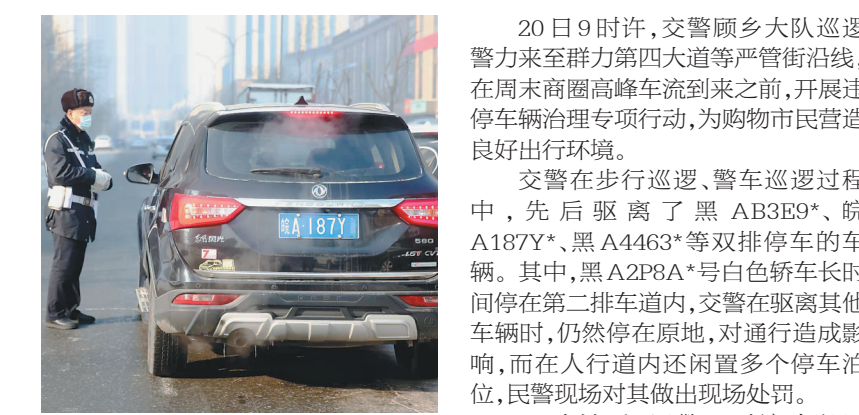 皖A·187Y
风光
580
CVT
20日9时许,交警顾乡大队巡逻
警力来至群力第四大道等严管街沿线,
在周末商圈高峰车流到来之前,开展违
停车辆治理专项行动,为购物市民营造
良好出行环境。
交警在步行巡逻、警车巡逻过程
中,先后驱离了黑AB3E9*、皖
A187Y*、黑A4463*等双排停车的车
辆。其中,黑A2P8A*号白色轿车长时
间停在第二排车道内,交警在驱离其他
车辆时,仍然停在原地,对通行造成影
响,而在人行道内还闲置多个停车泊
位,民警现场对其做出现场处罚。